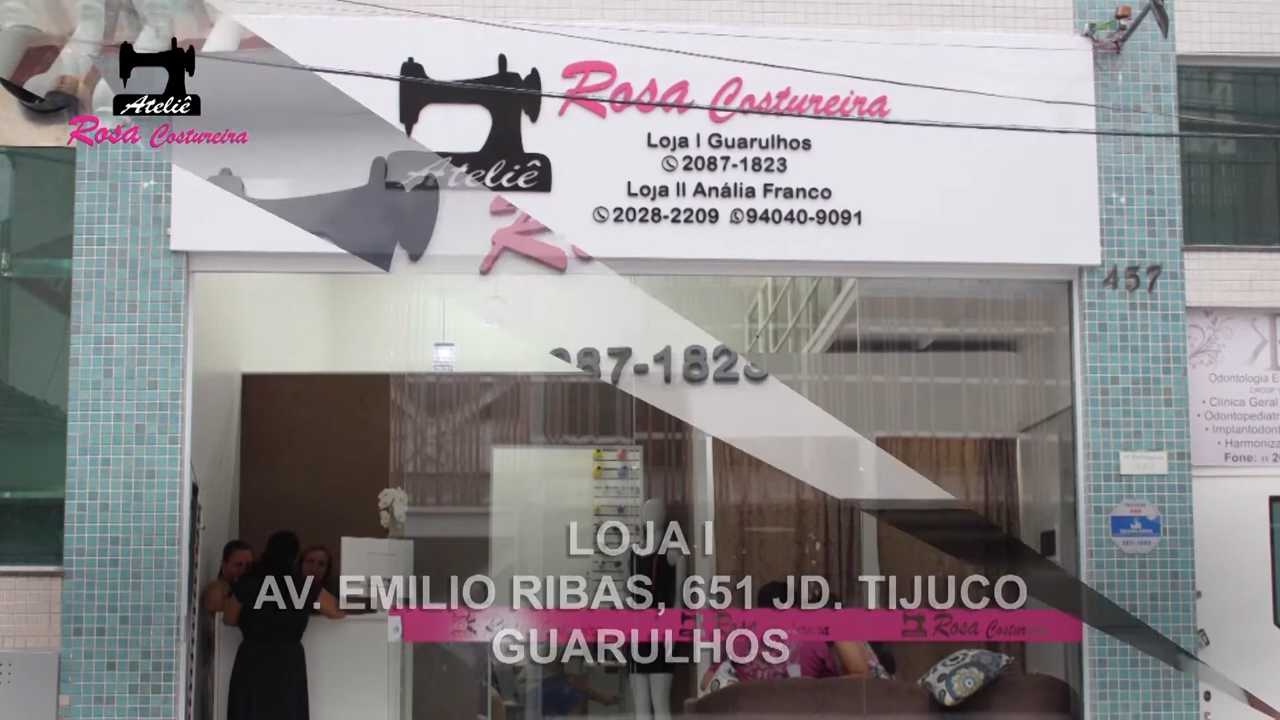 Ateliê
Rosa Costureira
Ateliê
Rosa Costureira
Loja I Guarulhos
2087-1823
Loja II Anália Franco
2028-2209 94040-9091
457
87-1823
Odontologia
• Clínica Geral
• Implantodont
• Harmoniza
Fone:
LOJA I
AV. EMILIO RIBAS, 651 JD. TIJUCO
GUARULHOS
Rosa Costureira